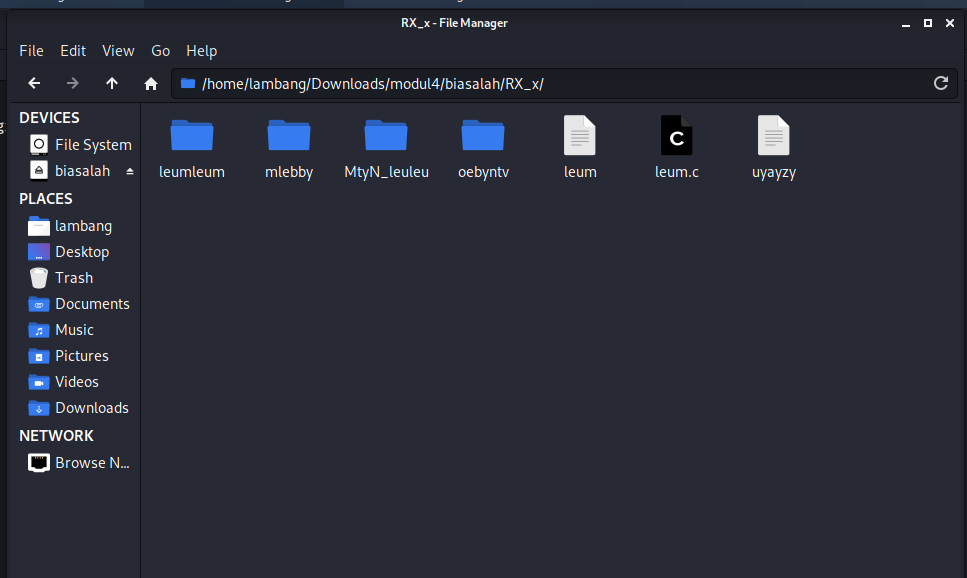 RX_x - File Manager
File Edit View Go Help
/home/lambang/Downloads/modul4/biasalah/RX_x/
DEVICES
File System
biasalah
PLACES
lambang
Desktop
Trash
Documents
Music
Pictures
Videos
Downloads
NETWORK
Browse N...
leumleum mlebby MtyN_leuleu oebyntv leum leum.c uyayzy
C